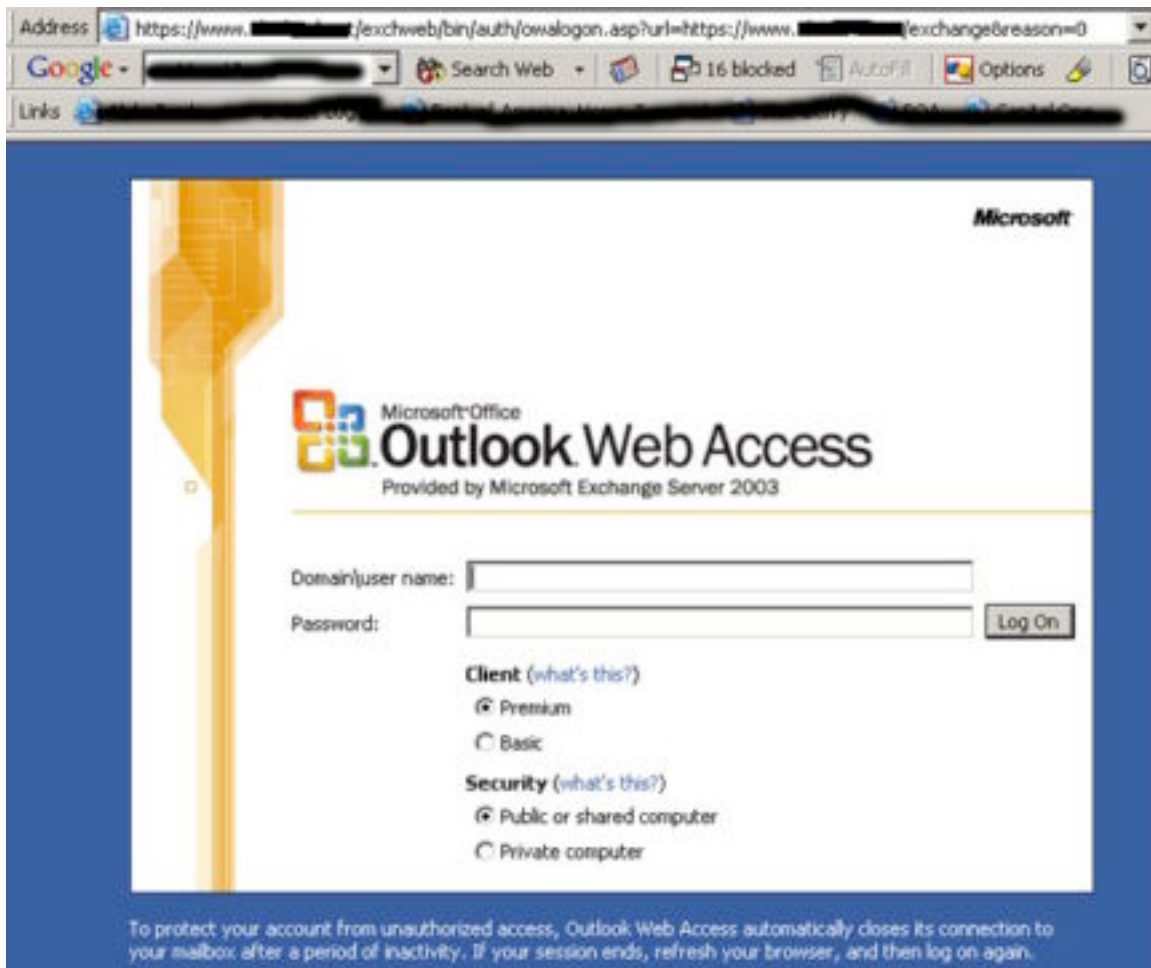 Address https://www. /exchweb/bin/auth/owalogon.asp?url=https://www. /exchange&reason=0
Google Search Web 16 blocked AutoFill Options
Links
Microsoft
Microsoft Office
Outlook Web Access
Provided by Microsoft Exchange Server 2003
Domain\user name:
Password: Log On
Client (what's this?)
Premium
Basic
Security (what's this?)
Public or shared computer
Private computer
To protect your account from unauthorized access, Outlook Web Access automatically closes its connection to
your mailbox after a period of inactivity. If your session ends, refresh your browser, and then log on again.